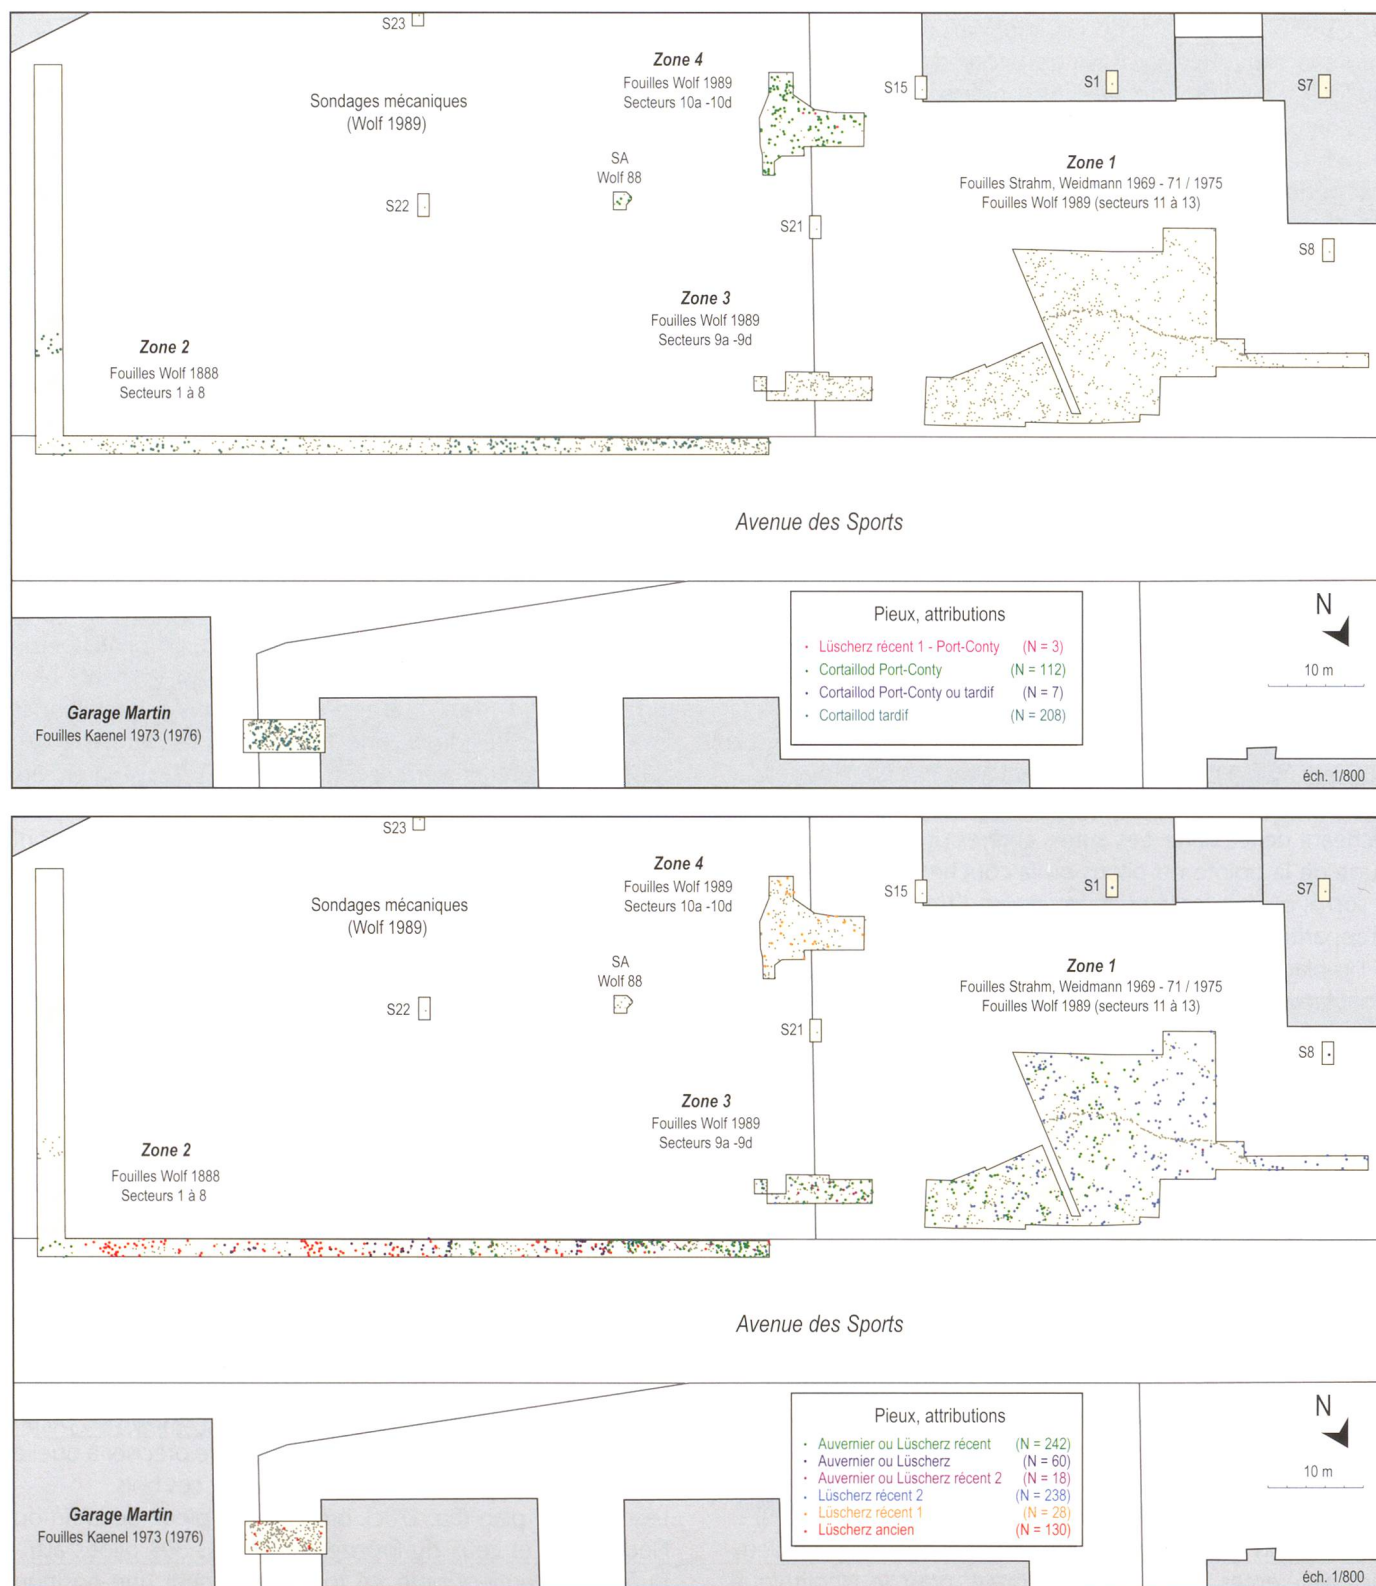 S23
Zone 4
Fouilles Wolf 1989
Secteurs 10a -10d
Sondages mécaniques
(Wolf 1989)
S15
S1
S7
SA
Wolf 88
S22
S21
Zone 1
Fouilles Strahm, Weidmann 1969 - 71 / 1975
Fouilles Wolf 1989 (secteurs 11 à 13)
S8
Zone 3
Fouilles Wolf 1989
Secteurs 9a -9d
Zone 2
Fouilles Wolf 1888
Secteurs 1 à 8
Avenue des Sports
Pieux, attributions
Lüscherz récent 1 - Port-Conty (N = 3)
Cortaillod Port-Conty (N = 112)
Cortaillod Port-Conty ou tardif (N = 7)
Cortaillod tardif (N = 208)
N
10 m
Garage Martin
Fouilles Kaenel 1973 (1976)
éch. 1/800
S23
Zone 4
Fouilles Wolf 1989
Secteurs 10a -10d
Sondages mécaniques
(Wolf 1989)
S15
S1
S7
SA
Wolf 88
S22
S21
Zone 1
Fouilles Strahm, Weidmann 1969 - 71 / 1975
Fouilles Wolf 1989 (secteurs 11 à 13)
S8
Zone 3
Fouilles Wolf 1989
Secteurs 9a -9d
Zone 2
Fouilles Wolf 1888
Secteurs 1 à 8
Avenue des Sports
Pieux, attributions
Auvernier ou Lüscherz récent (N = 242)
Auvernier ou Lüscherz (N = 60)
Auvernier ou Lüscherz récent 2 (N = 18)
Lüscherz récent 2 (N = 238)
Lüscherz récent 1 (N = 28)
Lüscherz ancien (N = 130)
N
10 m
Garage Martin
Fouilles Kaenel 1973 (1976)
éch. 1/800